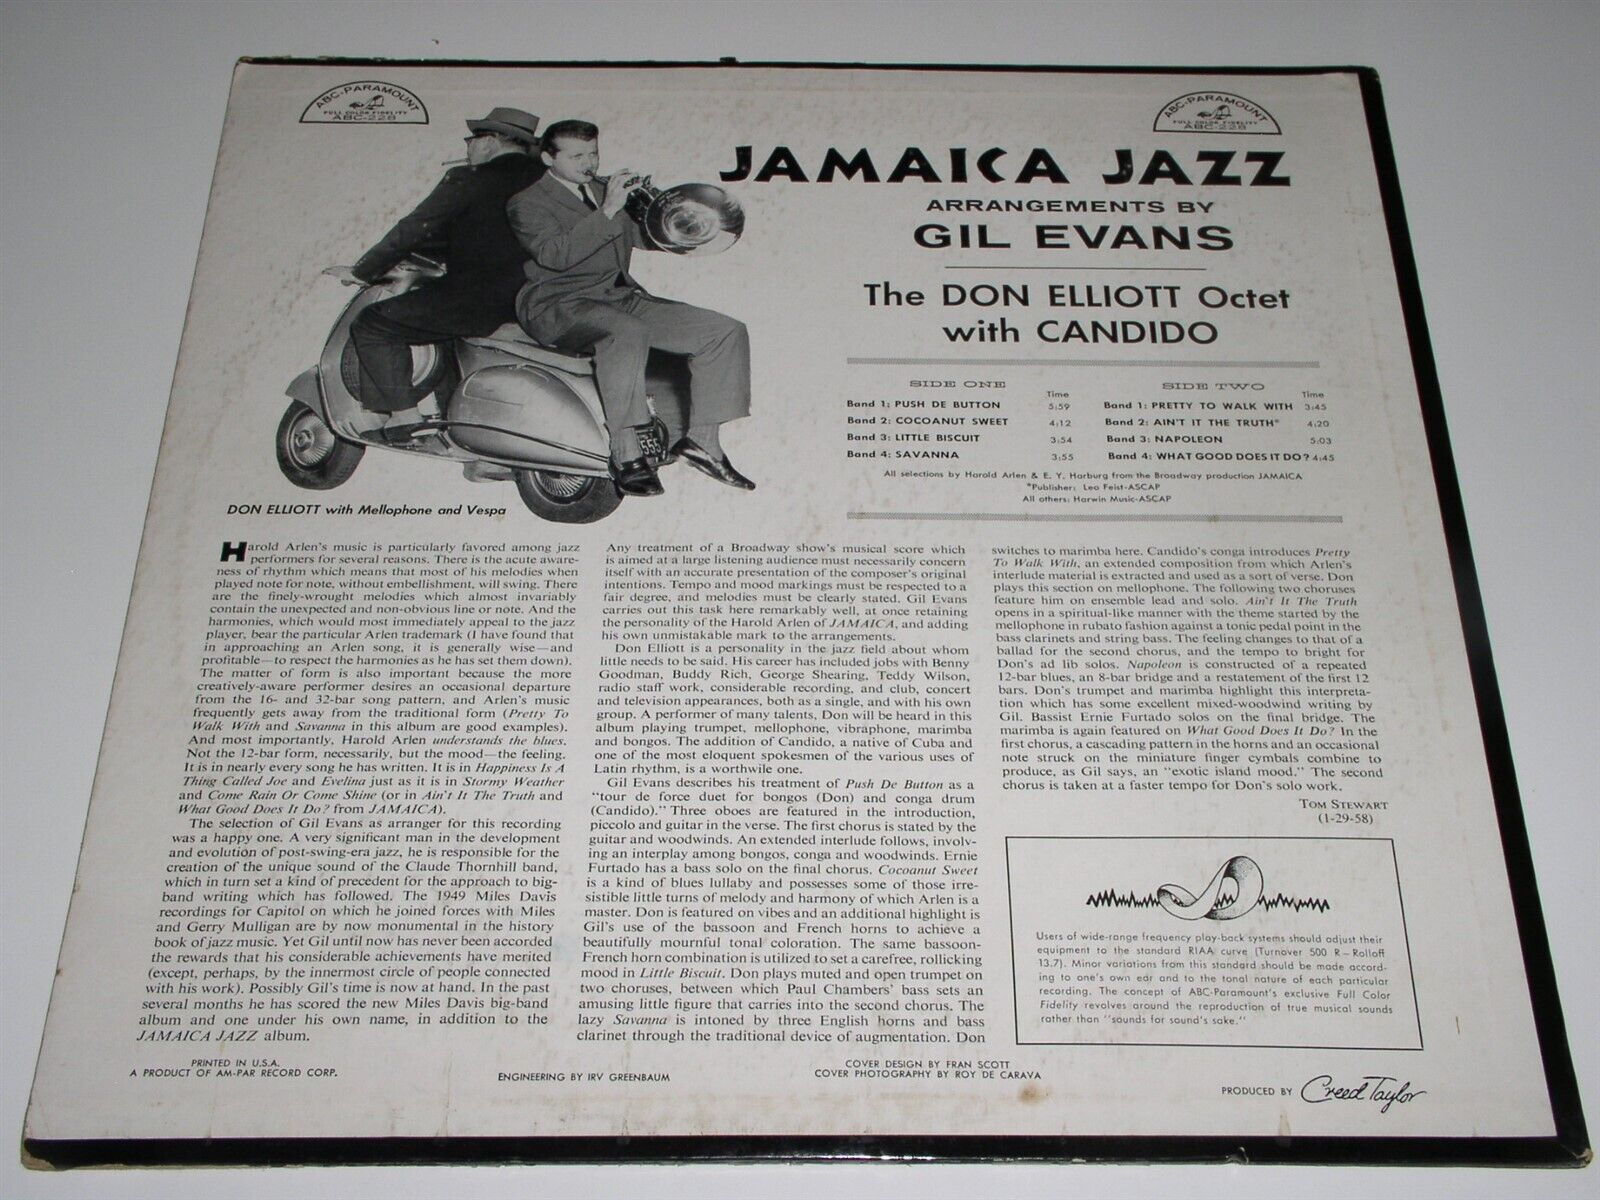 ABC-PARAMOUNT
FULL COLOR FIDELITY
ABC-228
ABC-PARAMOUNT
FULL COLOR FIDELITY
ABC-228
JAMAICA JAZZ
ARRANGEMENTS BY
GIL EVANS
The DON ELLIOTT Octet
with CANDIDO
SIDE ONE
Time
Band 1: PUSH DE BUTTON 5:59
Band 2: COCOANUT SWEET 4:12
Band 3: LITTLE BISCUIT 3:54
Band 4: SAVANNA 3:55
SIDE TWO
Time
Band 1: PRETTY TO WALK WITH 3:45
Band 2: AIN'T IT THE TRUTH* 4:20
Band 3: NAPOLEON 5:03
Band 4: WHAT GOOD DOES IT DO? 4:45
All selections by Harold Arlen & E. Y. Harburg from the Broadway production JAMAICA
*Publisher: Leo Feist-ASCAP
All others: Harwin Music-ASCAP
DON ELLIOTT with Mellophone and Vespa
Harold Arlen's music is particularly favored among jazz
performers for several reasons. There is the acute aware-
ness of rhythm which means that most of his melodies when
played note for note, without embellishment, will swing. There
are the finely-wrought melodies which almost invariably
contain the unexpected and non-obvious line or note. And the
harmonies, which would most immediately appeal to the jazz
player, bear the particular Arlen trademark (I have found that
in approaching an Arlen song, it is generally wise—and
profitable—to respect the harmonies as he has set them down).
The matter of form is also important because the more
creatively-aware performer desires an occasional departure
from the 16- and 32-bar song pattern, and Arlen's music
frequently gets away from the traditional form (Pretty To
Walk With and Savanna in this album are good examples).
And most importantly, Harold Arlen understands the blues.
Not the 12-bar form, necessarily, but the mood—the feeling.
It is in nearly every song he has written. It is in Happiness Is A
Thing Called Joe and Evelina just as it is in Stormy Weather
and Come Rain Or Come Shine (or in Ain't It The Truth and
What Good Does It Do? from JAMAICA).
The selection of Gil Evans as arranger for this recording
was a happy one. A very significant man in the development
and evolution of post-swing-era jazz, he is responsible for the
creation of the unique sound of the Claude Thornhill band,
which in turn set a kind of precedent for the approach to big-
band writing which has followed. The 1949 Miles Davis
recordings for Capitol on which he joined forces with Miles
and Gerry Mulligan are by now monumental in the history
book of jazz music. Yet Gil until now has never been accorded
the rewards that his considerable achievements have merited
(except, perhaps, by the innermost circle of people connected
with his work). Possibly Gil's time is now at hand. In the past
several months he has scored the new Miles Davis big-band
album and one under his own name, in addition to the
JAMAICA JAZZ album.
Any treatment of a Broadway show's musical score which
is aimed at a large listening audience must necessarily concern
itself with an accurate presentation of the composer's original
intentions. Tempo and mood markings must be respected to a
fair degree, and melodies must be clearly stated. Gil Evans
carries out this task here remarkably well, at once retaining
the personality of the Harold Arlen of JAMAICA, and adding
his own unmistakable mark to the arrangements.
Don Elliott is a personality in the jazz field about whom
little needs to be said. His career has included jobs with Benny
Goodman, Buddy Rich, George Shearing, Teddy Wilson,
radio staff work, considerable recording, and club, concert
and television appearances, both as a single, and with his own
group. A performer of many talents, Don will be heard in this
album playing trumpet, mellophone, vibraphone, marimba
and bongos. The addition of Candido, a native of Cuba and
one of the most eloquent spokesmen of the various uses of
Latin rhythm, is a worthwile one.
Gil Evans describes his treatment of Push De Button as a
"tour de force duet for bongos (Don) and conga drum
(Candido)." Three oboes are featured in the introduction,
piccolo and guitar in the verse. The first chorus is stated by the
guitar and woodwinds. An extended interlude follows, involv-
ing an interplay among bongos, conga and woodwinds. Ernie
Furtado has a bass solo on the final chorus. Cocoanut Sweet
is a kind of blues lullaby and possesses some of those irre-
sistible little turns of melody and harmony of which Arlen is a
master. Don is featured on vibes and an additional highlight is
Gil's use of the bassoon and French horns to achieve a
beautifully mournful tonal coloration. The same bassoon-
French horn combination is utilized to set a carefree, rollicking
mood in Little Biscuit. Don plays muted and open trumpet on
two choruses, between which Paul Chambers' bass sets an
amusing little figure that carries into the second chorus. The
lazy Savanna is intoned by three English horns and bass
clarinet through the traditional device of augmentation. Don
switches to marimba here. Candido's conga introduces Pretty
To Walk With, an extended composition from which Arlen's
interlude material is extracted and used as a sort of verse. Don
plays this section on mellophone. The following two choruses
feature him on ensemble lead and solo. Ain't It The Truth
opens in a spiritual-like manner with the theme started by the
mellophone in rubato fashion against a tonic pedal point in the
bass clarinets and string bass. The feeling changes to that of a
ballad for the second chorus, and the tempo to bright for
Don's ad lib solos. Napoleon is constructed of a repeated
12-bar blues, an 8-bar bridge and a restatement of the first 12
bars. Don's trumpet and marimba highlight this interpreta-
tion which has some excellent mixed-woodwind writing by
Gil. Bassist Ernie Furtado solos on the final bridge. The
marimba is again featured on What Good Does It Do? In the
first chorus, a cascading pattern in the horns and an occasional
note struck on the miniature finger cymbals combine to
produce, as Gil says, an "exotic island mood." The second
chorus is taken at a faster tempo for Don's solo work.
TOM STEWART
(1-29-58)
Users of wide-range frequency play-back systems should adjust their
equipment to the standard RIAA curve (Turnover 500 R—Rolloff
13.7). Minor variations from this standard should be made accord-
ing to one's own ear and to the tonal nature of each particular
recording. The concept of ABC-Paramount's exclusive Full Color
Fidelity revolves around the reproduction of true musical sounds
rather than "sounds for sound's sake."
PRINTED IN U.S.A.
A PRODUCT OF AM-PAR RECORD CORP.
ENGINEERING BY IRV GREENBAUM
COVER DESIGN BY FRAN SCOTT
COVER PHOTOGRAPHY BY ROY DE CARAVA
PRODUCED BY Creed Taylor